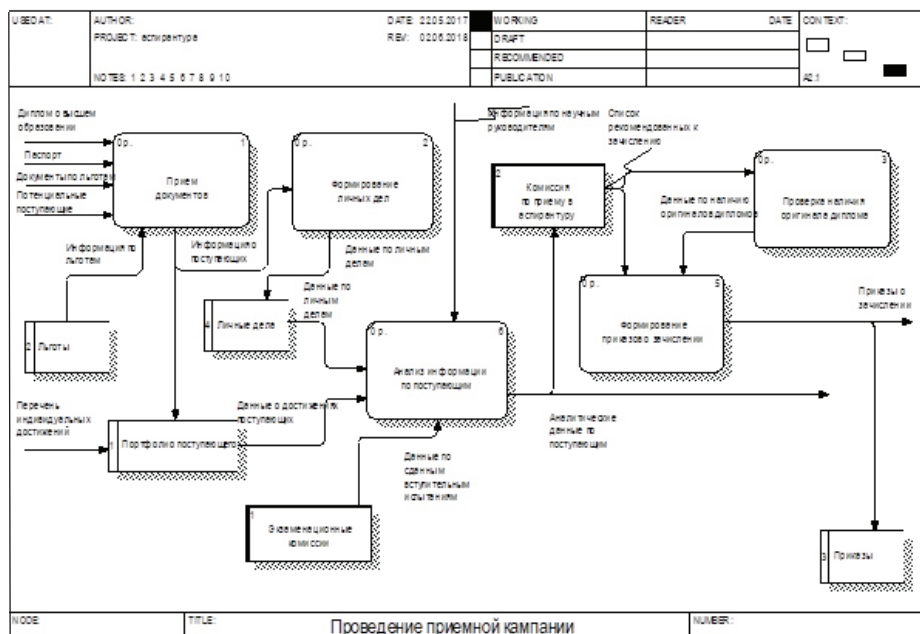 USED AT:
AUTHOR:
DATE: 22.05.2017
WORKING
READER
DATE
CONTEXT:
PROJECT: аспирантура
REV: 02.06.2018
DRAFT
RECOMMENDED
NOTES: 1 2 3 4 5 6 7 8 9 10
PUBLICATION
A2.1
Диплом о высшем
образовании
Паспорт
Документы по льготам
Потенциальные
поступающие
0 р.
1
Прием
документов
0 р.
2
Формирование
личных дел
Информация по научным
руководителям
Список
рекомендованных к
зачислению
2
Комиссия
по приему в
аспирантуру
0 р.
3
Проверка наличия
оригинала диплома
Данные по наличию
оригиналов дипломов
Информация по
льготам
Информация о
поступающих
Данные по личным
делам
Данные по
личным
делам
2
Льготы
4
Личные дела
0 р.
6
Анализ информации
по поступающим
0 р.
5
Формирование
приказов о зачислении
Приказы о
зачислении
Перечень
индивидуальных
достижений
1
Портфолио поступающего
Данные о достижениях
поступающих
Данные по
сданным
вступительным
испытаниям
Аналитические
данные по
поступающим
1
Экзаменационные
комиссии
3
Приказы
NODE:
TITLE:
Проведение приемной кампании
NUMBER: